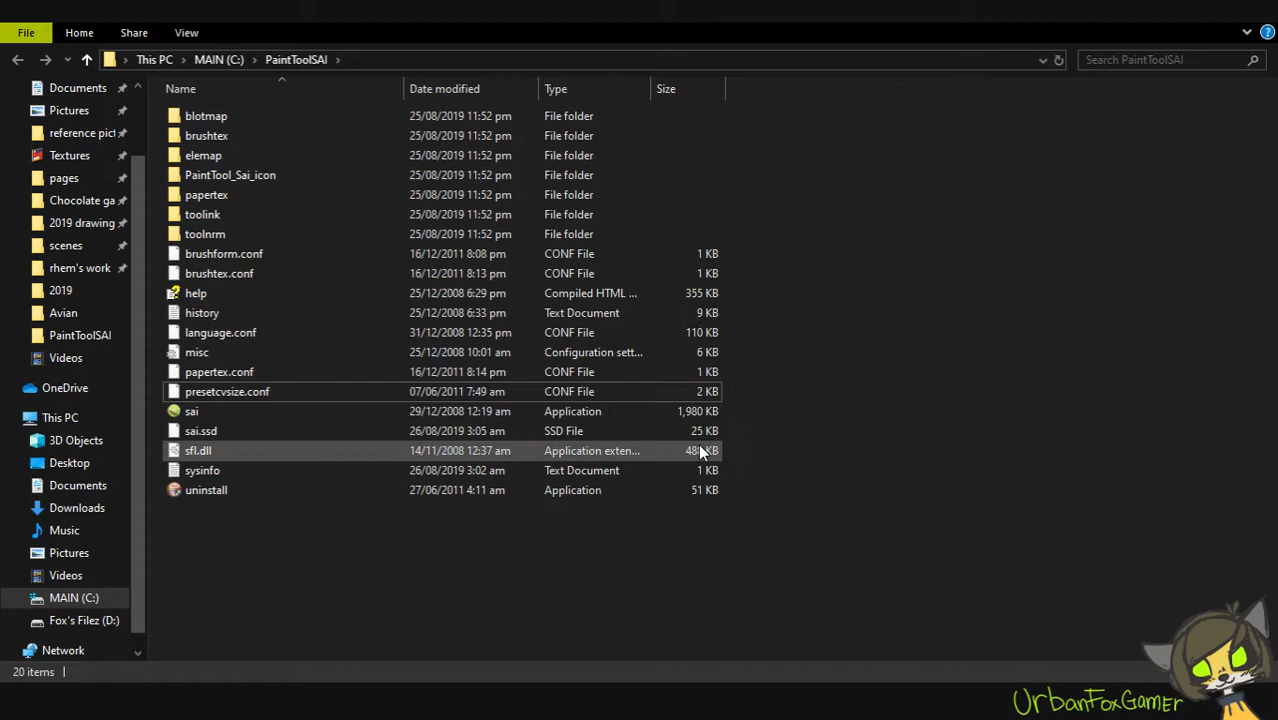 File Home Share View
This PC MAIN (C:) PaintToolSAI Search PaintToolSAI
Name Date modified Type Size
Documents
Pictures
reference pict
Textures
pages
Chocolate ga
2019 drawing
scenes
rhem's work
2019
Avian
PaintToolSAI
Videos
OneDrive
This PC
3D Objects
Desktop
Documents
Downloads
Music
Pictures
Videos
MAIN (C:)
Fox's Filez (D:)
Network
blotmap 25/08/2019 11:52 pm File folder
brushtex 25/08/2019 11:52 pm File folder
elemap 25/08/2019 11:52 pm File folder
PaintTool_Sai_icon 25/08/2019 11:52 pm File folder
papertex 25/08/2019 11:52 pm File folder
toolink 25/08/2019 11:52 pm File folder
toolnrm 25/08/2019 11:52 pm File folder
brushform.conf 16/12/2011 8:08 pm CONF File 1 KB
brushtex.conf 16/12/2011 8:13 pm CONF File 1 KB
help 25/12/2008 6:29 pm Compiled HTML ... 355 KB
history 25/12/2008 6:33 pm Text Document 9 KB
language.conf 31/12/2008 12:35 pm CONF File 110 KB
misc 25/12/2008 10:01 am Configuration sett... 6 KB
papertex.conf 16/12/2011 8:14 pm CONF File 1 KB
presetcvsize.conf 07/06/2011 7:49 am CONF File 2 KB
sai 29/12/2008 12:19 am Application 1,980 KB
sai.ssd 26/08/2019 3:05 am SSD File 25 KB
sfl.dll 14/11/2008 12:37 am Application exten... KB
sysinfo 26/08/2019 3:02 am Text Document 1 KB
uninstall 27/06/2011 4:11 am Application 51 KB
20 items
UrbanFoxGamer